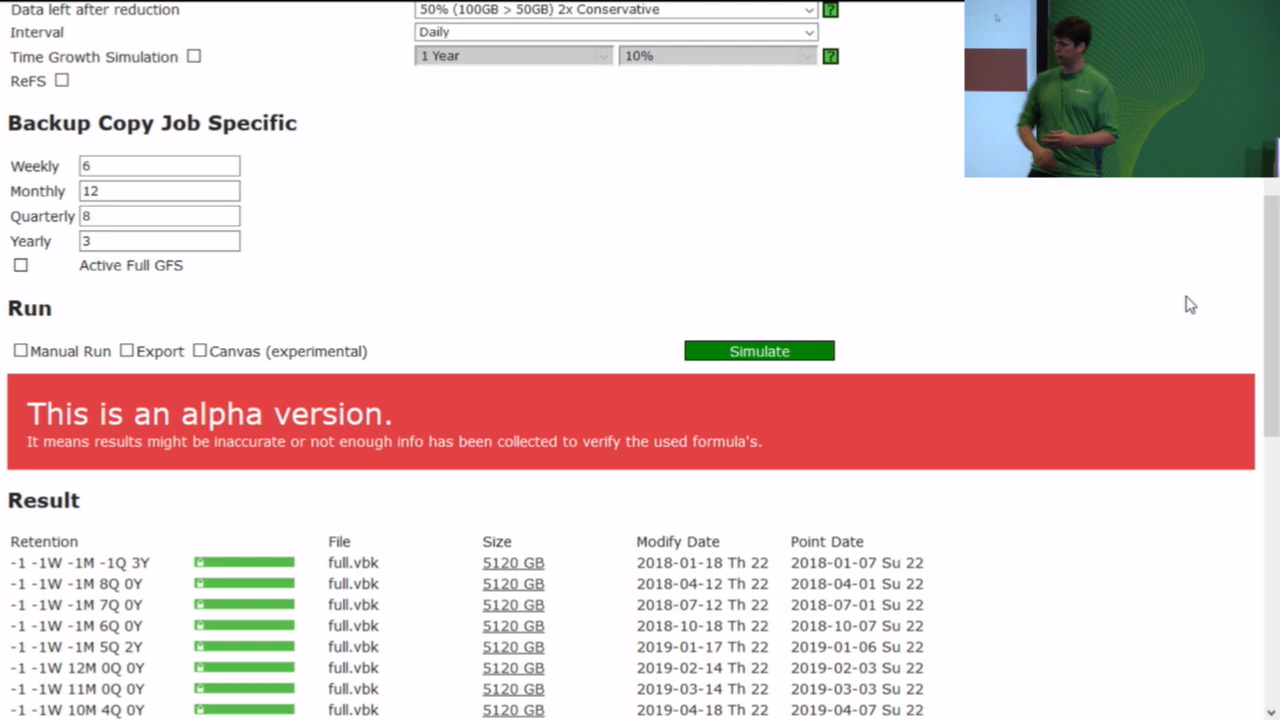 Data left after reduction 50% (100GB > 50GB) 2x Conservative ?
Interval Daily
Time Growth Simulation 1 Year 10% ?
ReFS
Backup Copy Job Specific
Weekly 6
Monthly 12
Quarterly 8
Yearly 3
Active Full GFS
Run
Manual Run Export Canvas (experimental) Simulate
This is an alpha version.
It means results might be inaccurate or not enough info has been collected to verify the used formula's.
Result
Retention File Size Modify Date Point Date
-1 -1W -1M -1Q 3Y full.vbk 5120 GB 2018-01-18 Th 22 2018-01-07 Su 22
-1 -1W -1M 8Q 0Y full.vbk 5120 GB 2018-04-12 Th 22 2018-04-01 Su 22
-1 -1W -1M 7Q 0Y full.vbk 5120 GB 2018-07-12 Th 22 2018-07-01 Su 22
-1 -1W -1M 6Q 0Y full.vbk 5120 GB 2018-10-18 Th 22 2018-10-07 Su 22
-1 -1W -1M 5Q 2Y full.vbk 5120 GB 2019-01-17 Th 22 2019-01-06 Su 22
-1 -1W 12M 0Q 0Y full.vbk 5120 GB 2019-02-14 Th 22 2019-02-03 Su 22
-1 -1W 11M 0Q 0Y full.vbk 5120 GB 2019-03-14 Th 22 2019-03-03 Su 22
-1 -1W 10M 4Q 0Y full.vbk 5120 GB 2019-04-18 Th 22 2019-04-07 Su 22